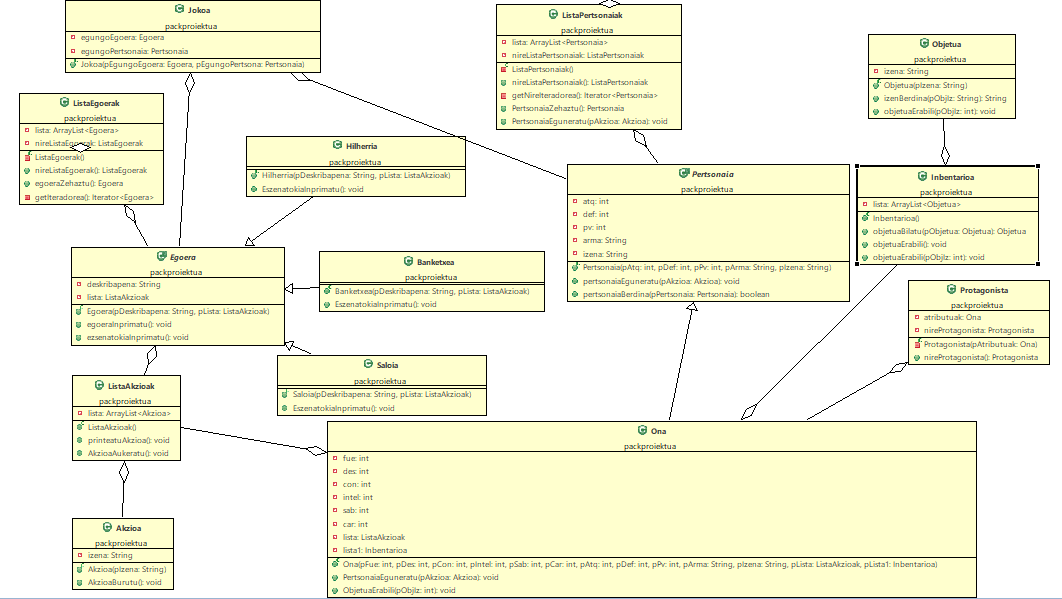 Jokoa
packproiektua
egungoEgoera: Egoera
egungoPertsonaia: Pertsonaia
Jokoa(pEgungoEgoera: Egoera, pEgungoPertsona: Pertsonaia)
ListaPertsonaiak
packproiektua
lista: ArrayList<Pertsonaia>
nireListaPertsonaiak: ListaPertsonaiak
ListaPertsonaiak()
nireListaPertsonaiak(): ListaPertsonaiak
getNireIteradorea(): Iterator<Pertsonaia>
PertsonaiaZehaztu(): Pertsonaia
PertsonaiaEguneratu(pAkzioa: Akzioa): void
Objetua
packproiektua
izena: String
Objetua(pIzena: String)
izenBerdina(pObjIz: String): String
objetuaErabili(pObjIz: int): void
ListaEgoerak
packproiektua
lista: ArrayList<Egoera>
nireListaEgoerak: ListaEgoerak
ListaEgoerak()
nireListaEgoerak(): ListaEgoerak
egoeraZehaztu(): Egoera
getIteradorea(): Iterator<Egoera>
Hilherria
packproiektua
Hilherria(pDeskribapena: String, pLista: ListaAkzioak)
EszenatokiaInprimatu(): void
Pertsonaia
packproiektua
atq: int
def: int
pv: int
arma: String
izena: String
Pertsonaia(pAtq: int, pDef: int, pPv: int, pArma: String, pIzena: String)
pertsonaiaEguneratu(pAkzioa: Akzioa): void
pertsonaiaBerdina(pPertsonaia: Pertsonaia): boolean
Inbentarioa
packproiektua
lista: ArrayList<Objetua>
Inbentarioa()
objetuaBilatu(pObjetua: Objetua): Objetua
objetuaErabili(): void
objetuaErabili(pObjIz: int): void
Egoera
packproiektua
deskribapena: String
lista: ListaAkzioak
Egoera(pDeskribapena: String, pLista: ListaAkzioak)
egoeraInprimatu(): void
ezsenatokiaInprimatu(): void
Banketxea
packproiektua
Banketxea(pDeskribapena: String, pLista: ListaAkzioak)
EszenatokiaInprimatu(): void
Protagonista
packproiektua
atributuak: Ona
nireProtagonista: Protagonista
Protagonista(pAtributuak: Ona)
nireProtagonista(): Protagonista
Saloia
packproiektua
Saloia(pDeskribapena: String, pLista: ListaAkzioak)
EszenatokiaInprimatu(): void
ListaAkzioak
packproiektua
lista: ArrayList<Akzioa>
ListaAkzioak()
printeatuAkzioa(): void
AkzioaAukeratu(): void
Ona
packproiektua
fue: int
des: int
con: int
intel: int
sab: int
car: int
lista: ListaAkzioak
lista1: Inbentarioa
Ona(pFue: int, pDes: int, pCon: int, pIntel: int, pSab: int, pCar: int, pAtq: int, pDef: int, pPv: int, pArma: String, pIzena: String, pLista: ListaAkzioak, pLista1: Inbentarioa)
PertsonaiaEguneratu(pAkzioa: Akzioa): void
ObjetuaErabili(pObjIz: int): void
Akzioa
packproiektua
izena: String
Akzioa(pIzena: String)
AkzioaBurutu(): void